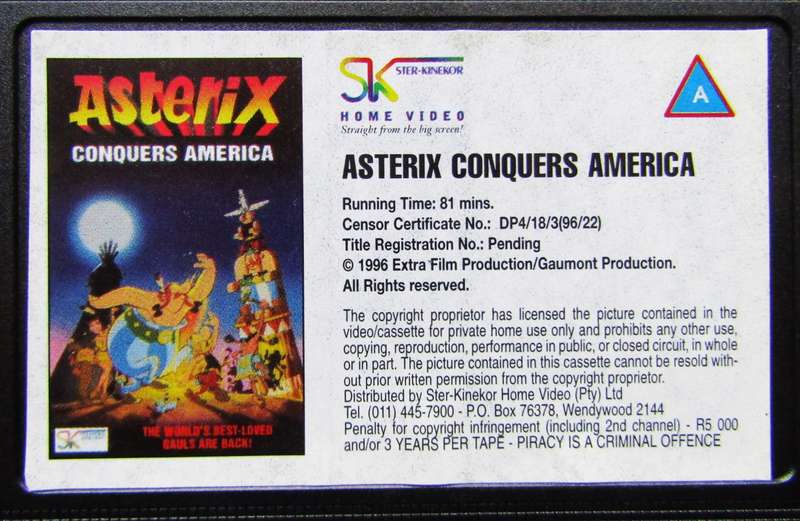 Asterix
CONQUERS AMERICA
THE WORLD'S BEST-LOVED
GAULS ARE BACK!
SK STER-KINEKOR
HOME VIDEO
Straight from the big screen!
A
ASTERIX CONQUERS AMERICA
Running Time: 81 mins.
Censor Certificate No.: DP4/18/3(96/22)
Title Registration No.: Pending
© 1996 Extra Film Production/Gaumont Production.
All Rights reserved.
The copyright proprietor has licensed the picture contained in the
video/cassette for private home use only and prohibits any other use,
copying, reproduction, performance in public, or closed circuit, in whole
or in part. The picture contained in this cassette cannot be resold with-
out prior written permission from the copyright proprietor.
Distributed by Ster-Kinekor Home Video (Pty) Ltd
Tel. (011) 445-7900 - P.O. Box 76378, Wendywood 2144
Penalty for copyright infringement (including 2nd channel) - R5 000
and/or 3 YEARS PER TAPE - PIRACY IS A CRIMINAL OFFENCE